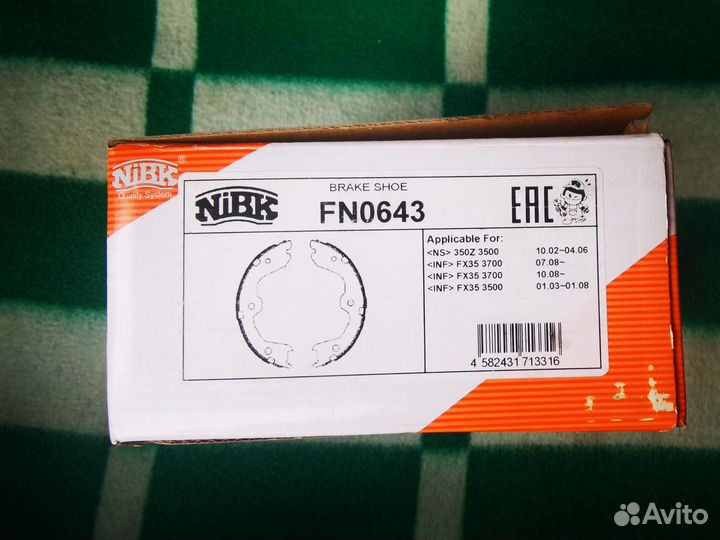 NiBK®
Quality System
NiBK
BRAKE SHOE
FN0643
EAC
Applicable For:
<NS> 350Z 3500 10.02~04.06
<INF> FX35 3700 07.08~
<INF> FX35 3700 10.08~
<INF> FX35 3500 01.03~01.08
4 582431 713316
Avito